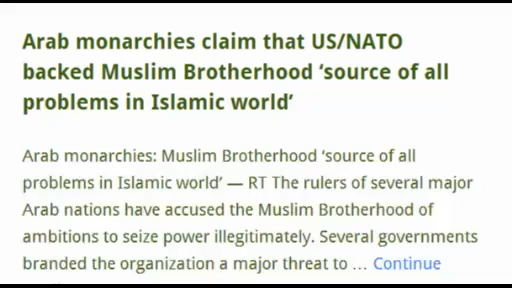 Arab monarchies claim that US/NATO
backed Muslim Brotherhood ‘source of all
problems in Islamic world’
Arab monarchies: Muslim Brotherhood ‘source of all
problems in Islamic world’ — RT The rulers of several major
Arab nations have accused the Muslim Brotherhood of
ambitions to seize power illegitimately. Several governments
branded the organization a major threat to … Continue